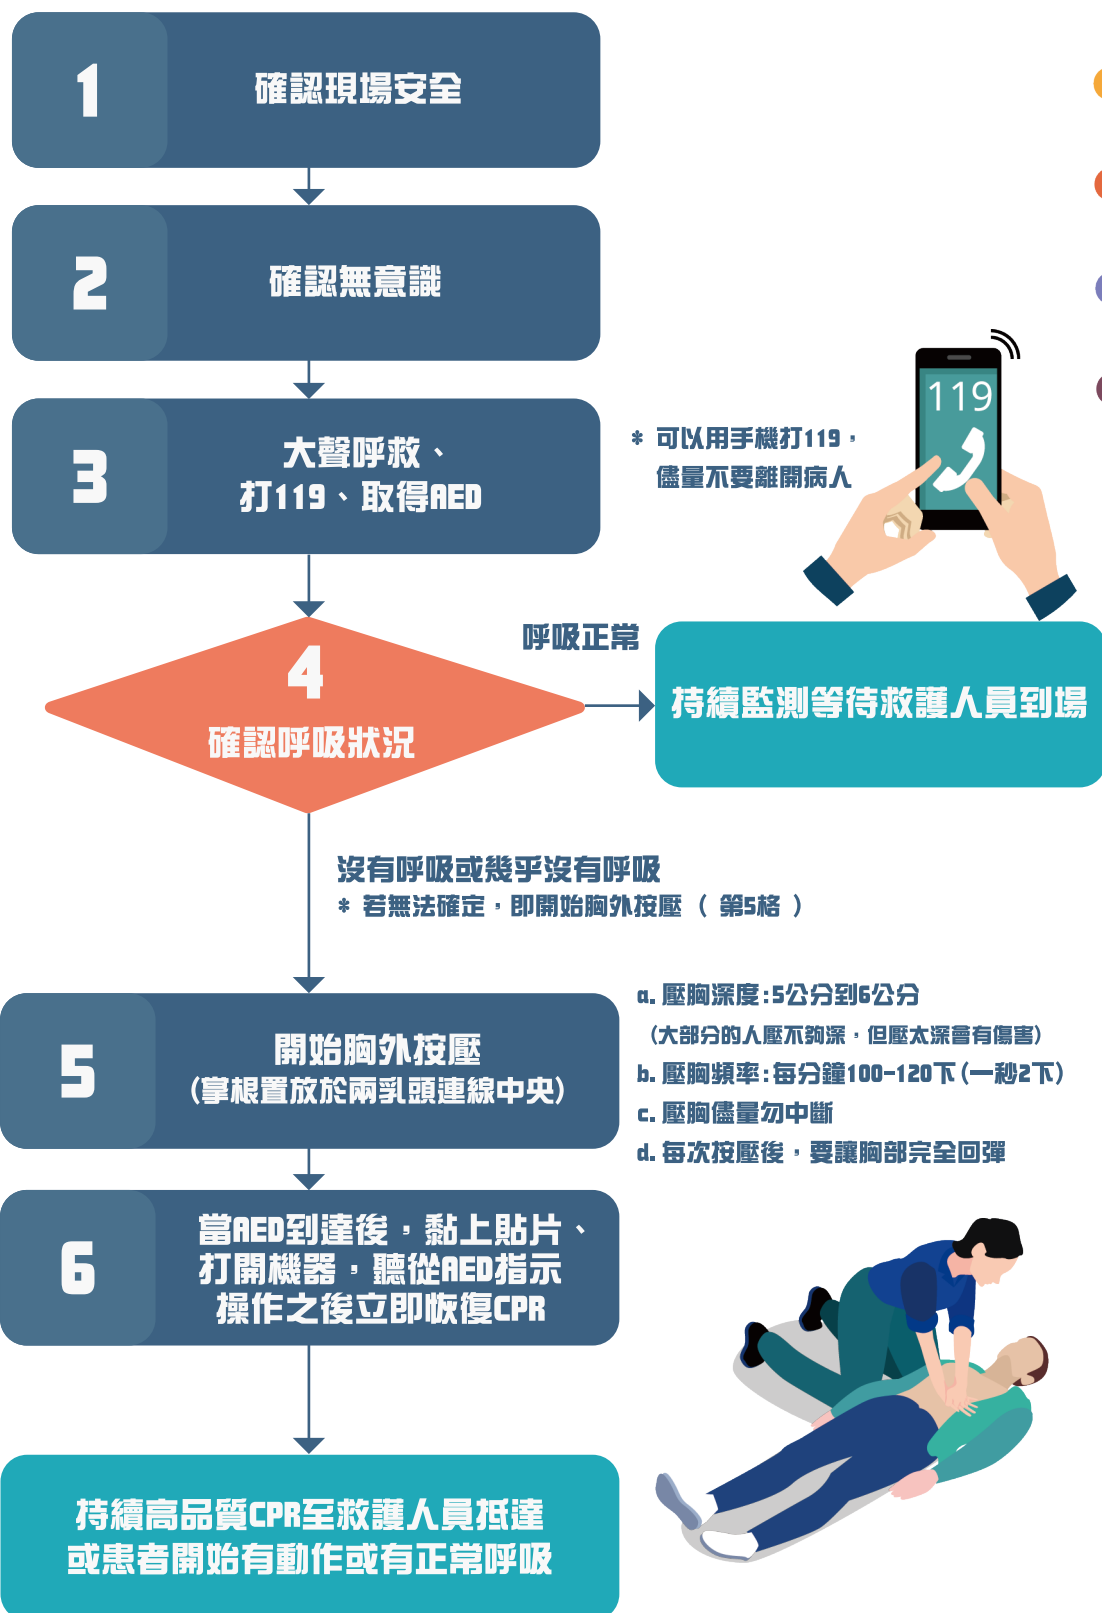 1
確認現場安全
2
確認無意識
3
大聲呼救、
打119、取得AED
* 可以用手機打119，
儘量不要離開病人
119
4
確認呼吸狀況
呼吸正常
持續監測等待救護人員到場
沒有呼吸或幾乎沒有呼吸
* 若無法確定，即開始胸外按壓 ( 第5格 )
5
開始胸外按壓
(掌根置放於兩乳頭連線中央)
a. 壓胸深度:5公分到6公分
(大部分的人壓不夠深，但壓太深會有傷害)
b. 壓胸頻率:每分鐘100-120下(一秒2下)
c. 壓胸儘量勿中斷
d. 每次按壓後，要讓胸部完全回彈
6
當AED到達後，黏上貼片、
打開機器，聽從AED指示
操作之後立即恢復CPR
持續高品質CPR至救護人員抵達
或患者開始有動作或有正常呼吸